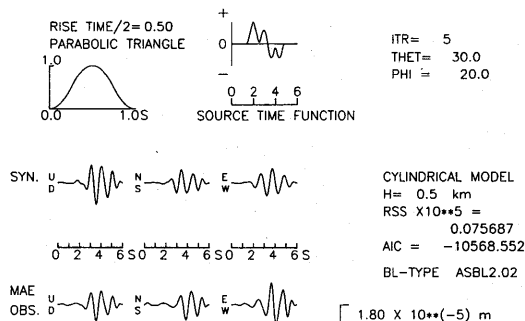 RISE TIME/2= 0.50
PARABOLIC TRIANGLE
1.0
0.0 1.0S
+
0
−
0 2 4 6
SOURCE TIME FUNCTION
ITR= 5
THET= 30.0
PHI = 20.0
SYN. U D N S E W
0 2 4 6 S 0 2 4 6 S 0 2 4 6 S
MAE
OBS. U D N S E W
CYLINDRICAL MODEL
H= 0.5 km
RSS X10**5 =
0.075687
AIC = −10568.552
BL-TYPE ASBL2.02
1.80 X 10**(−5) m